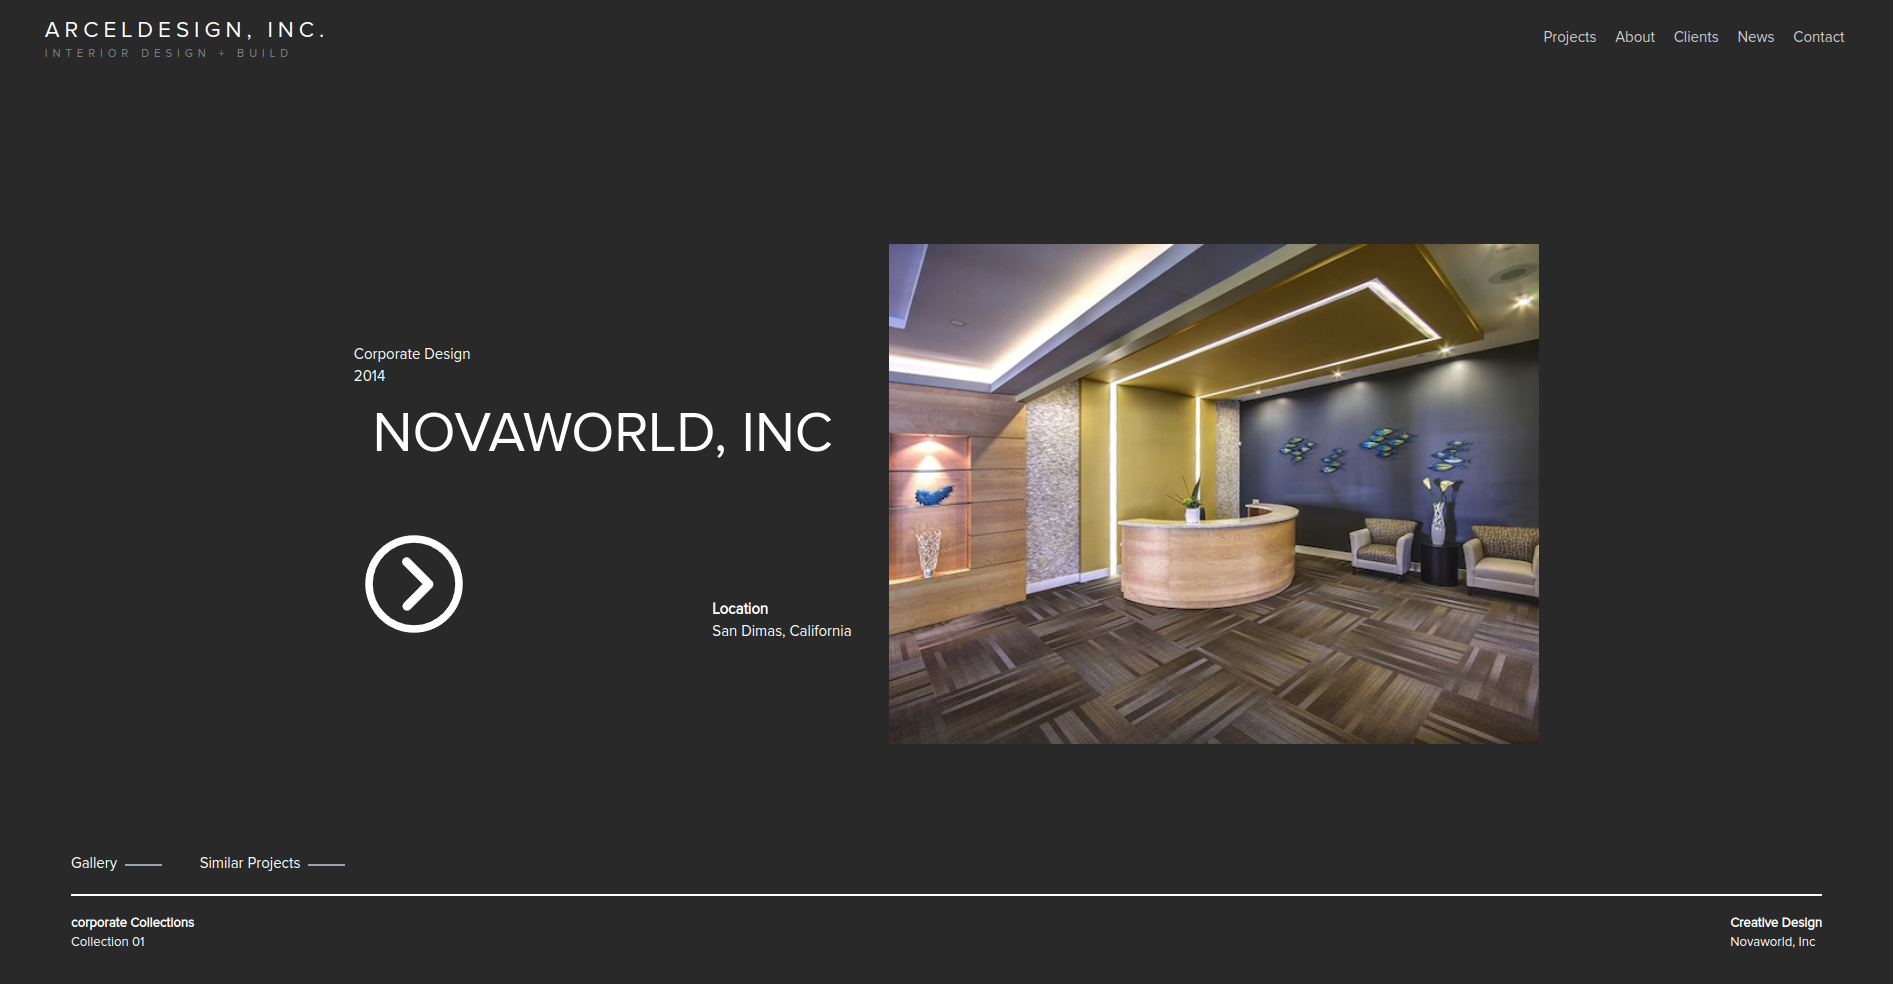 ARCELDESIGN, INC.
INTERIOR DESIGN + BUILD
Projects About Clients News Contact
Corporate Design
2014
NOVAWORLD, INC
Location
San Dimas, California
Gallery
Similar Projects
corporate Collections
Collection 01
Creative Design
Novaworld, Inc